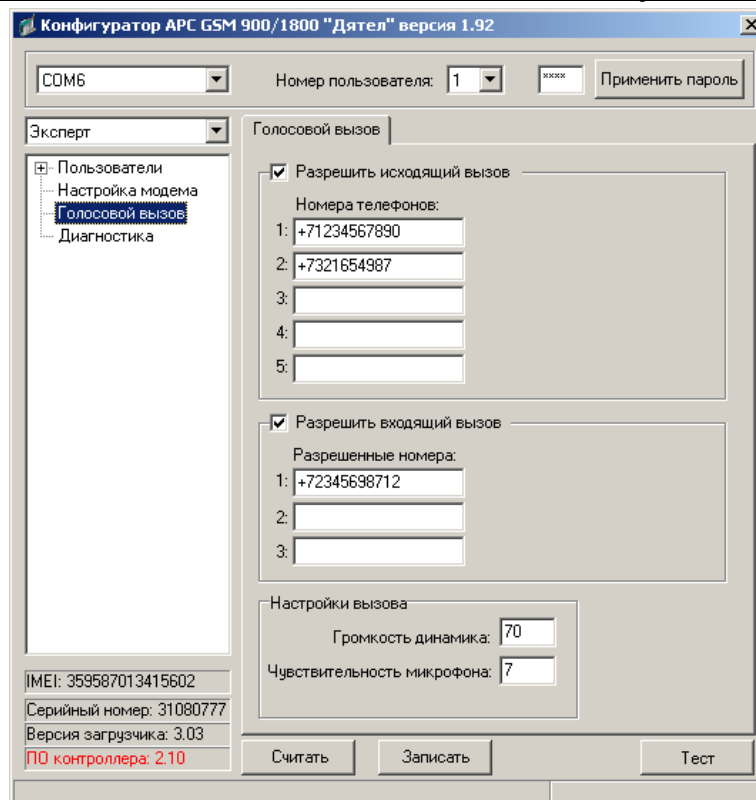 Конфигуратор АРС GSM 900/1800 "Дятел" версия 1.92
COM6 Номер пользователя: 1 **** Применить пароль
Эксперт
Пользователи
Настройка модема
Голосовой вызов
Диагностика
Голосовой вызов
Разрешить исходящий вызов
Номера телефонов:
1: +71234567890
2: +7321654987
3:
4:
5:
Разрешить входящий вызов
Разрешенные номера:
1: +72345698712
2:
3:
Настройки вызова
Громкость динамика: 70
Чувствительность микрофона: 7
IMEI: 359587013415602
Серийный номер: 31080777
Версия загрузчика: 3.03
ПО контроллера: 2.10
Считать Записать Тест